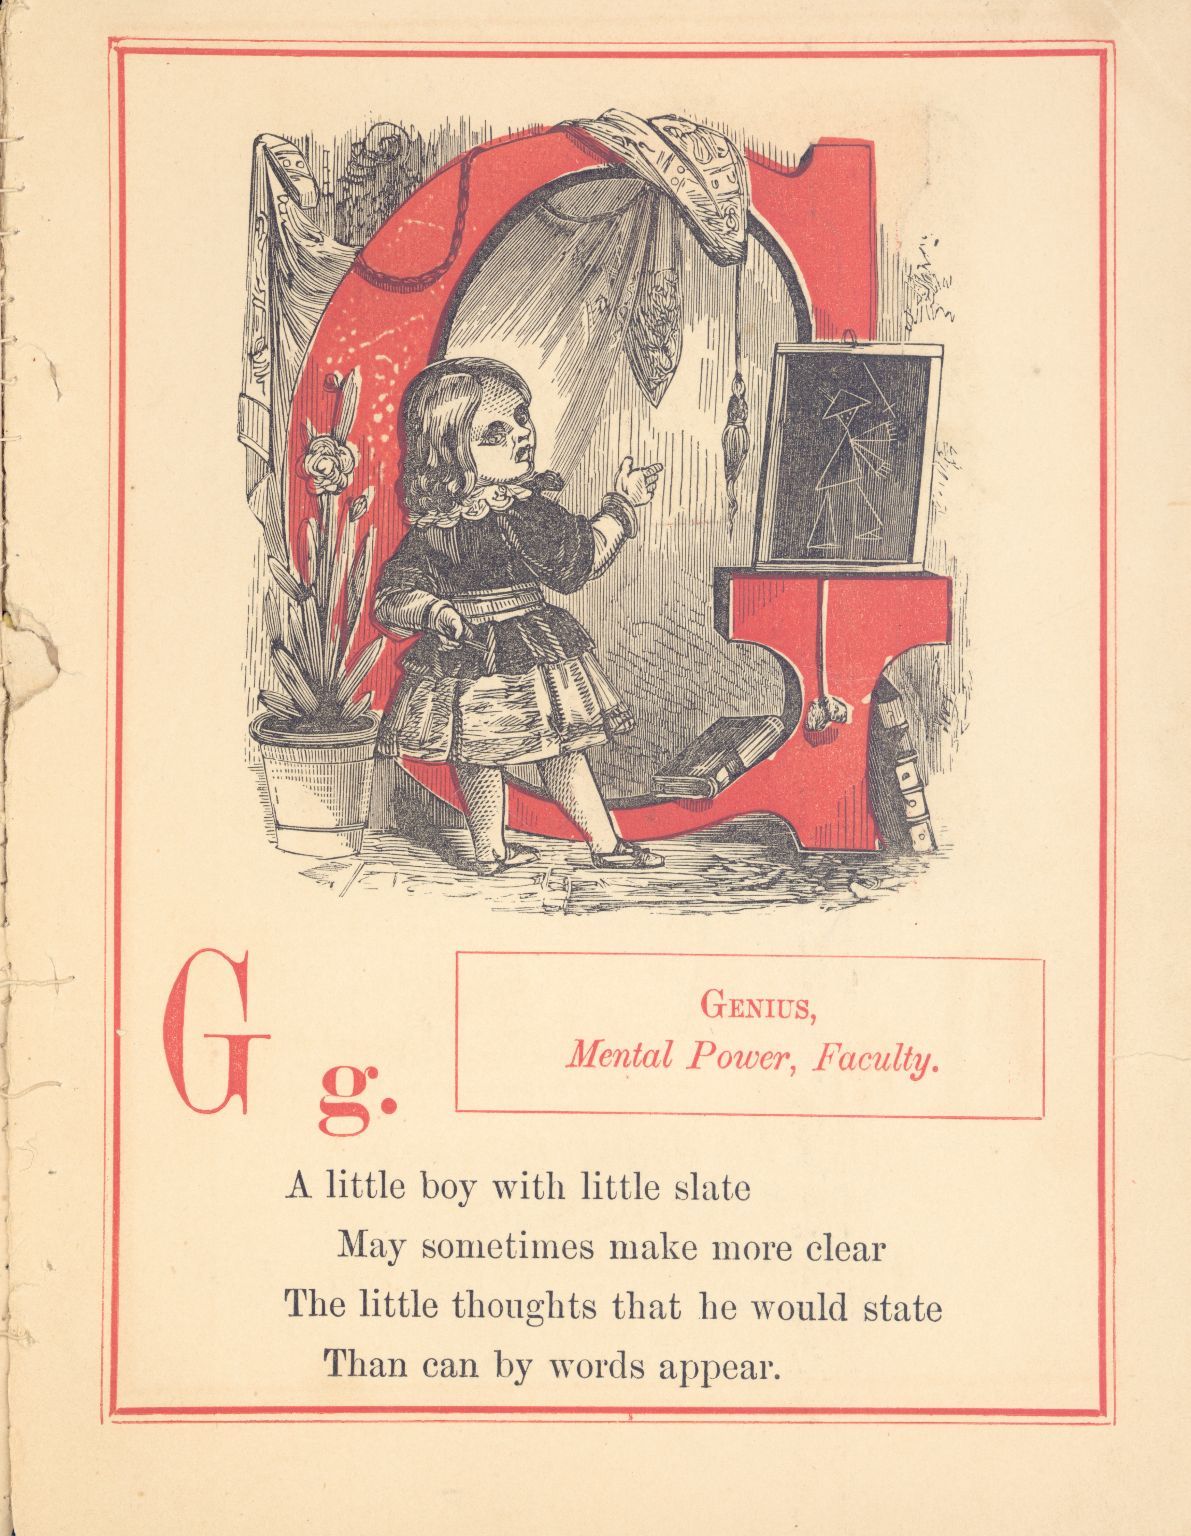 G g.
GENIUS,
Mental Power, Faculty.
A little boy with little slate
May sometimes make more clear
The little thoughts that he would state
Than can by words appear.